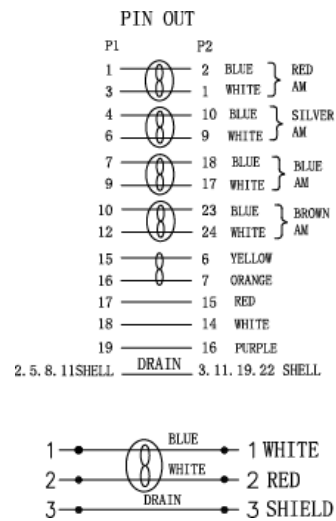 PIN OUT
P1 P2
1 2 BLUE RED
3 1 WHITE AM
4 10 BLUE SILVER
6 9 WHITE AM
7 18 BLUE BLUE
9 17 WHITE AM
10 23 BLUE BROWN
12 24 WHITE AM
15 6 YELLOW
16 7 ORANGE
17 15 RED
18 14 WHITE
19 16 PURPLE
2.5.8.11SHELL DRAIN 3.11.19.22 SHELL
BLUE
1 1 WHITE
WHITE
2 2 RED
DRAIN
3 3 SHIELD